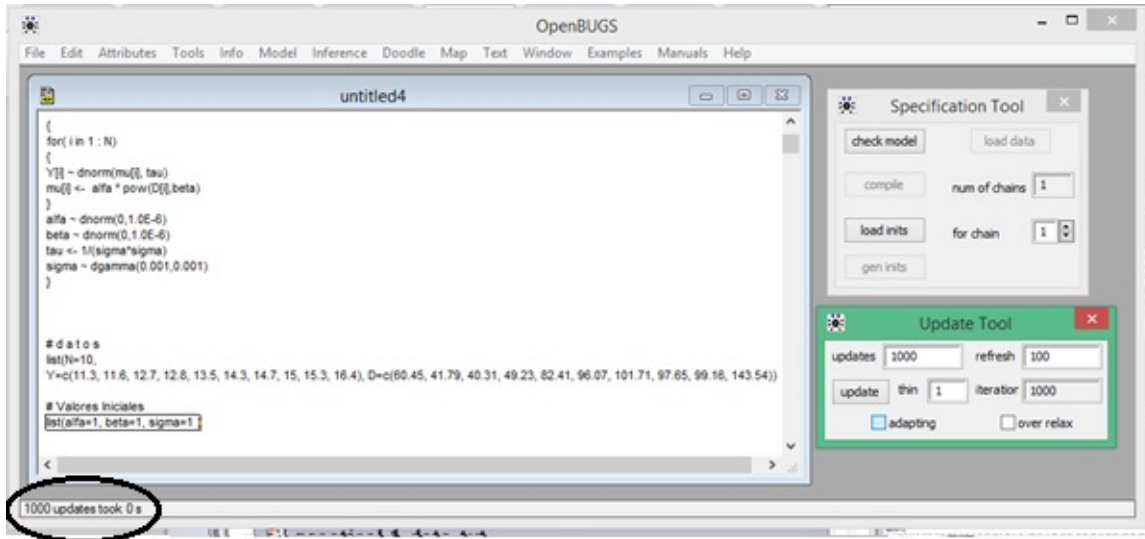 OpenBUGS
File Edit Attributes Tools Info Model Inference Doodle Map Text Window Examples Manuals Help
untitled4
{
for( i in 1 : N)
{
Y[i] ~ dnorm(mu[i], tau)
mu[i] <- alfa * pow(D[i],beta)
}
alfa ~ dnorm(0,1.0E-6)
beta ~ dnorm(0,1.0E-6)
tau <- 1/(sigma*sigma)
sigma ~ dgamma(0.001,0.001)
}
# d a t o s
list(N=10,
Y=c(11.3, 11.6, 12.7, 12.8, 13.5, 14.3, 14.7, 15, 15.3, 16.4), D=c(60.45, 41.79, 40.31, 49.23, 82.41, 96.07, 101.71, 97.65, 99.16, 143.54))
# Valores Iniciales
list(alfa=1, beta=1, sigma=1
1000 updates took 0 s
Specification Tool
check model load data
compile num of chains 1
load inits for chain 1
gen inits
Update Tool
updates 1000 refresh 100
update thin 1 iteration 1000
adapting over relax